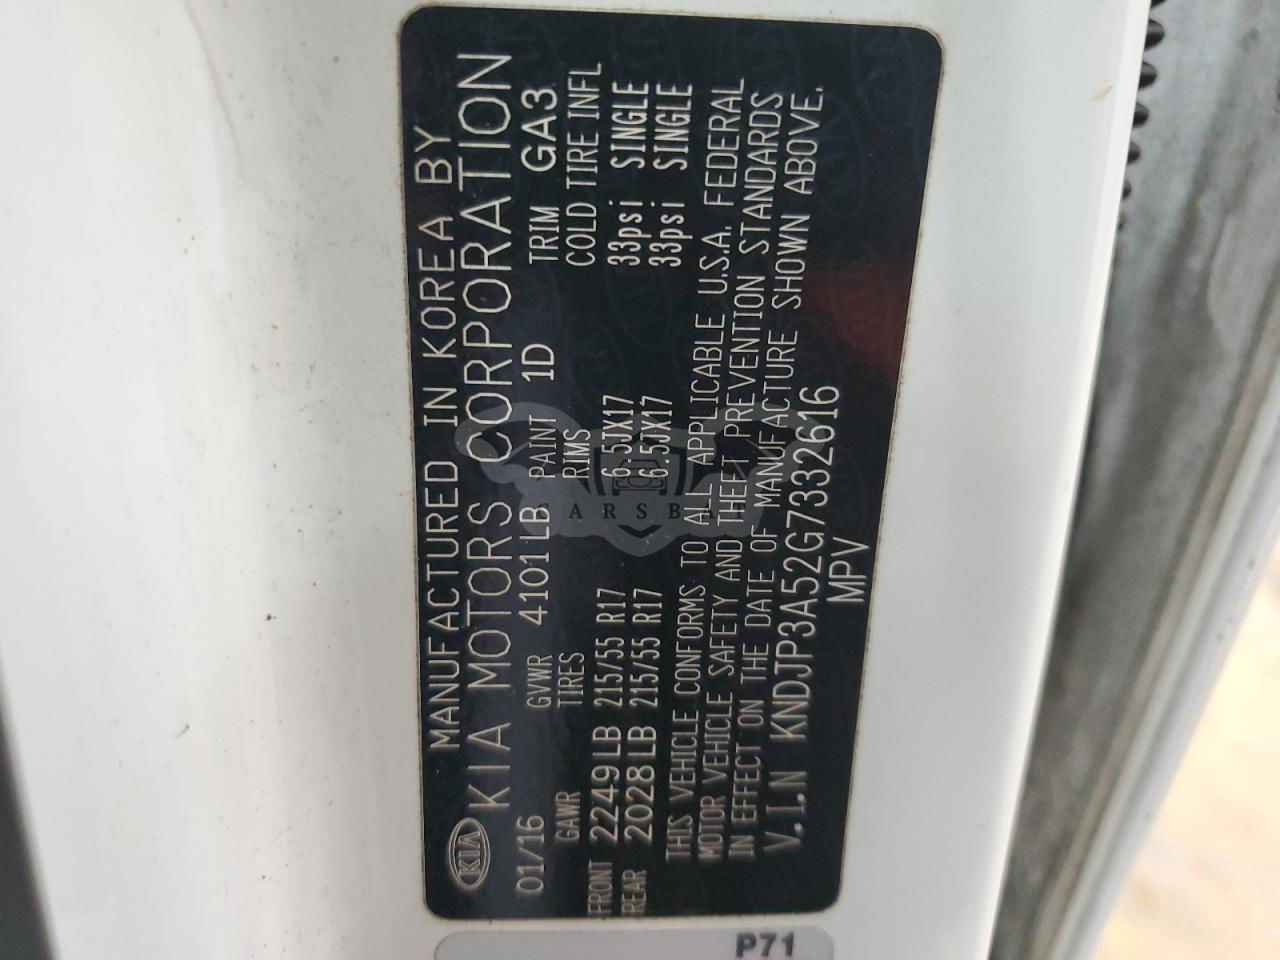 MANUFACTURED IN KOREA BY
KIA KIA MOTORS CORPORATION
01/16 GVWR 4101LB PAINT 1D TRIM GA3
GAWR TIRES RIMS COLD TIRE INFL
FRONT 2249LB 215/55 R17 6.5JX17 33psi SINGLE
REAR 2028LB 215/55 R17 6.5JX17 33psi SINGLE
THIS VEHICLE CONFORMS TO ALL APPLICABLE U.S.A. FEDERAL
MOTOR VEHICLE SAFETY AND THEFT PREVENTION STANDARDS
IN EFFECT ON THE DATE OF MANUFACTURE SHOWN ABOVE.
V.I.N KNDJP3A52G7332616
MPV
P71
CARSBAT